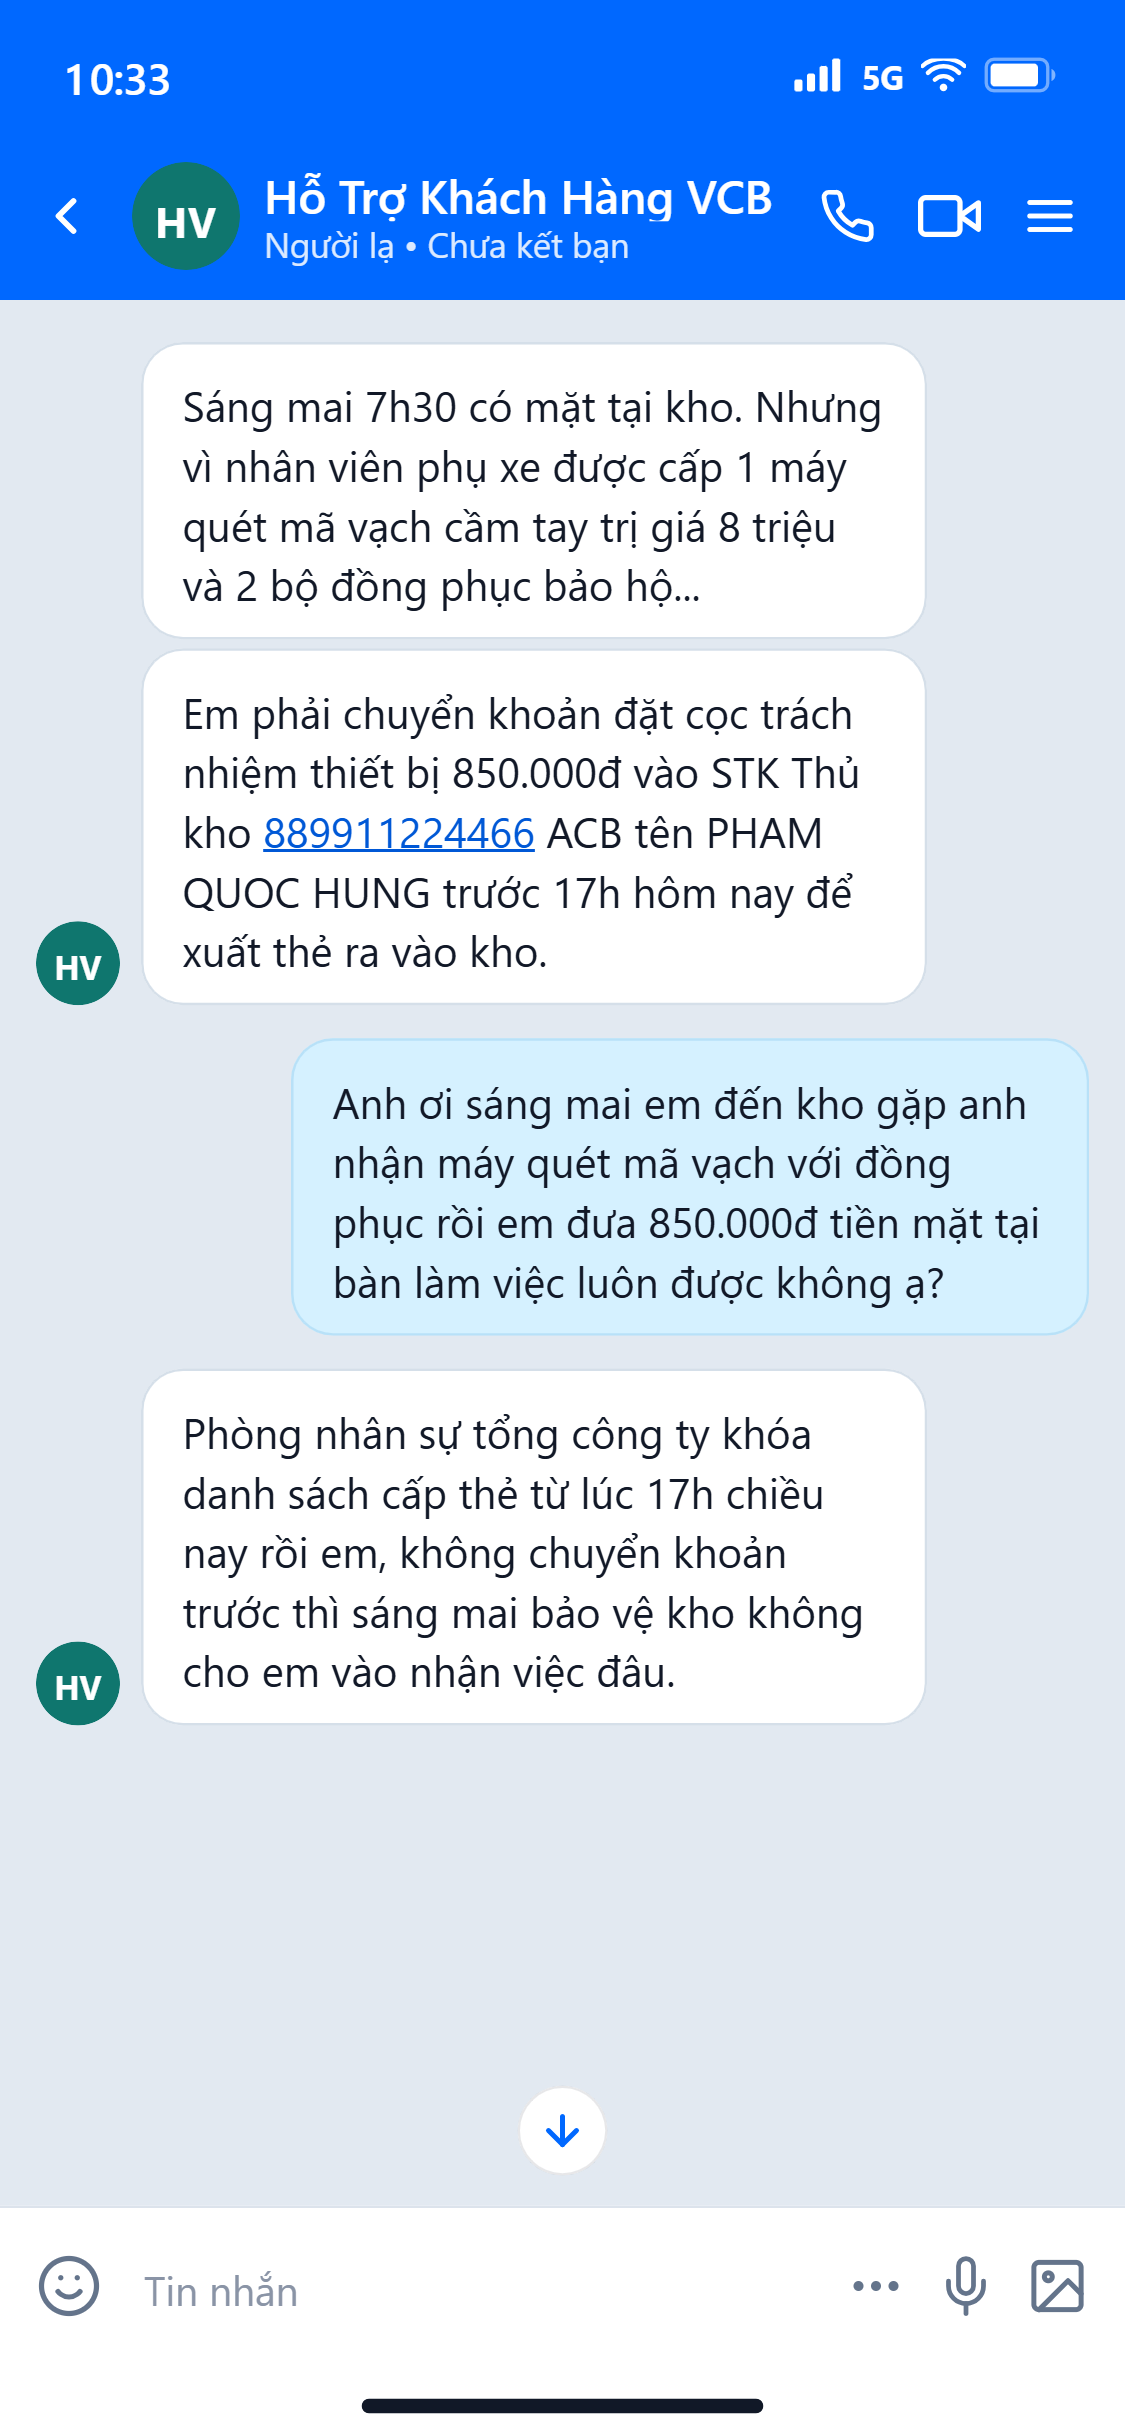 10:33
5G
HV
Hỗ Trợ Khách Hàng VCB
Người lạ • Chưa kết bạn
Sáng mai 7h30 có mặt tại kho. Nhưng
vì nhân viên phụ xe được cấp 1 máy
quét mã vạch cầm tay trị giá 8 triệu
và 2 bộ đồng phục bảo hộ...
Em phải chuyển khoản đặt cọc trách
nhiệm thiết bị 850.000đ vào STK Thủ
kho 889911224466 ACB tên PHAM
QUOC HUNG trước 17h hôm nay để
xuất thẻ ra vào kho.
HV
Anh ơi sáng mai em đến kho gặp anh
nhận máy quét mã vạch với đồng
phục rồi em đưa 850.000đ tiền mặt tại
bàn làm việc luôn được không ạ?
Phòng nhân sự tổng công ty khóa
danh sách cấp thẻ từ lúc 17h chiều
nay rồi em, không chuyển khoản
trước thì sáng mai bảo vệ kho không
cho em vào nhận việc đâu.
HV
Tin nhắn